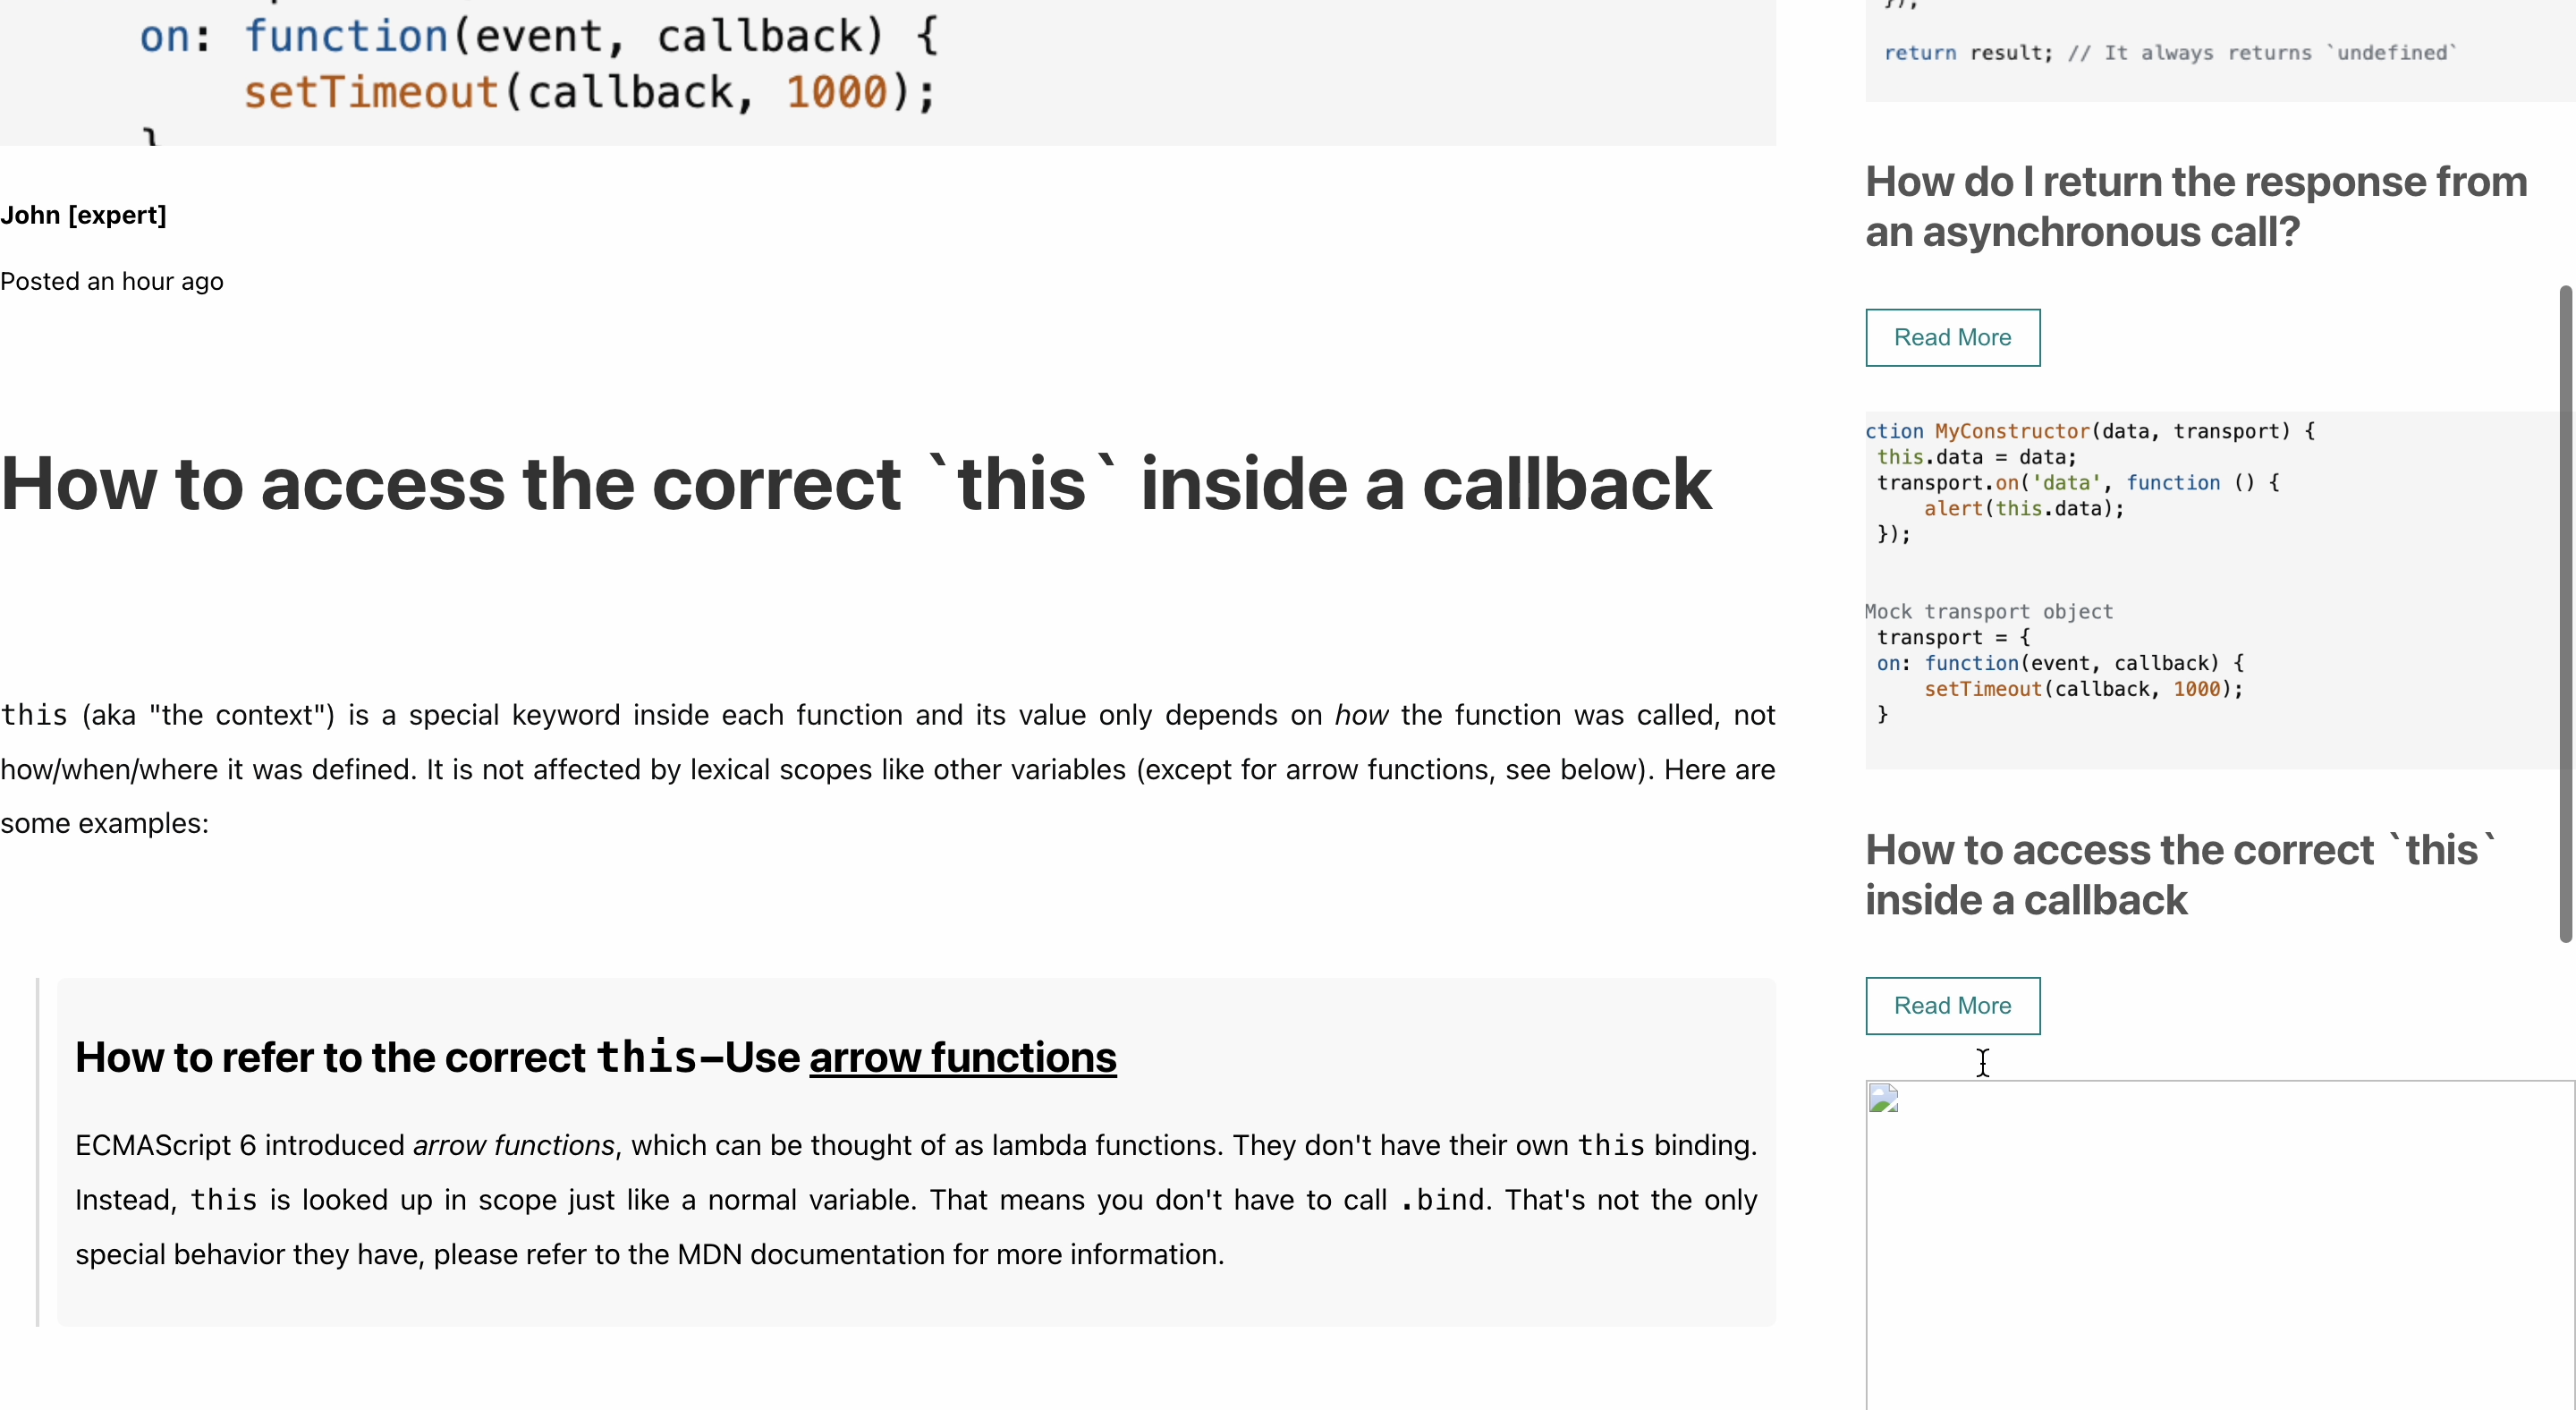 on: function(event, callback) {
setTimeout(callback, 1000);
}
John [expert]
Posted an hour ago
How to access the correct `this` inside a callback
this (aka "the context") is a special keyword inside each function and its value only depends on how the function was called, not
how/when/where it was defined. It is not affected by lexical scopes like other variables (except for arrow functions, see below). Here are
some examples:
How to refer to the correct this—Use arrow functions
ECMAScript 6 introduced arrow functions, which can be thought of as lambda functions. They don't have their own this binding.
Instead, this is looked up in scope just like a normal variable. That means you don't have to call .bind. That's not the only
special behavior they have, please refer to the MDN documentation for more information.
});
return result; // It always returns `undefined`
How do I return the response from
an asynchronous call?
Read More
ction MyConstructor(data, transport) {
this.data = data;
transport.on('data', function () {
alert(this.data);
});
Mock transport object
transport = {
on: function(event, callback) {
setTimeout(callback, 1000);
}
How to access the correct `this`
inside a callback
Read More